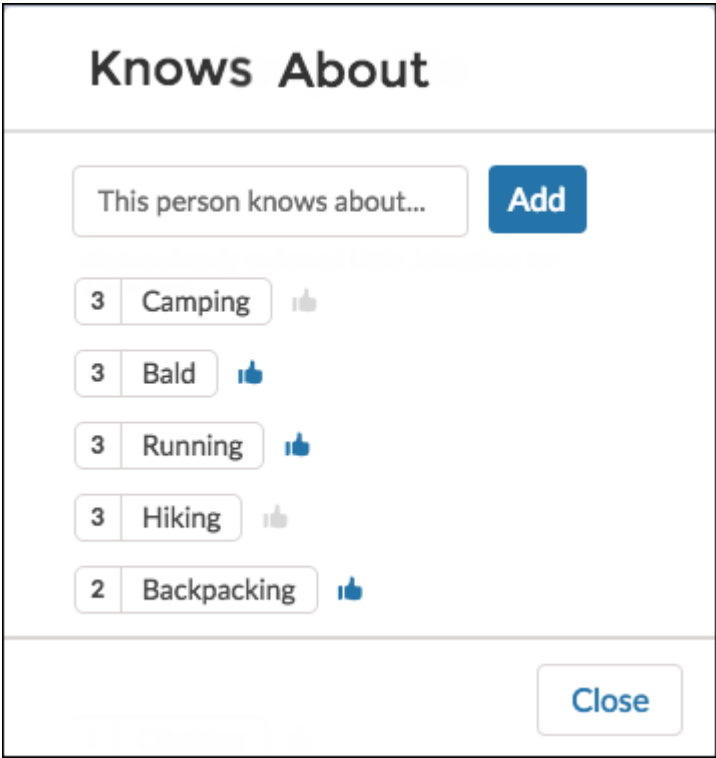 Knows About
This person knows about... Add
3 Camping
3 Bald
3 Running
3 Hiking
2 Backpacking
Close